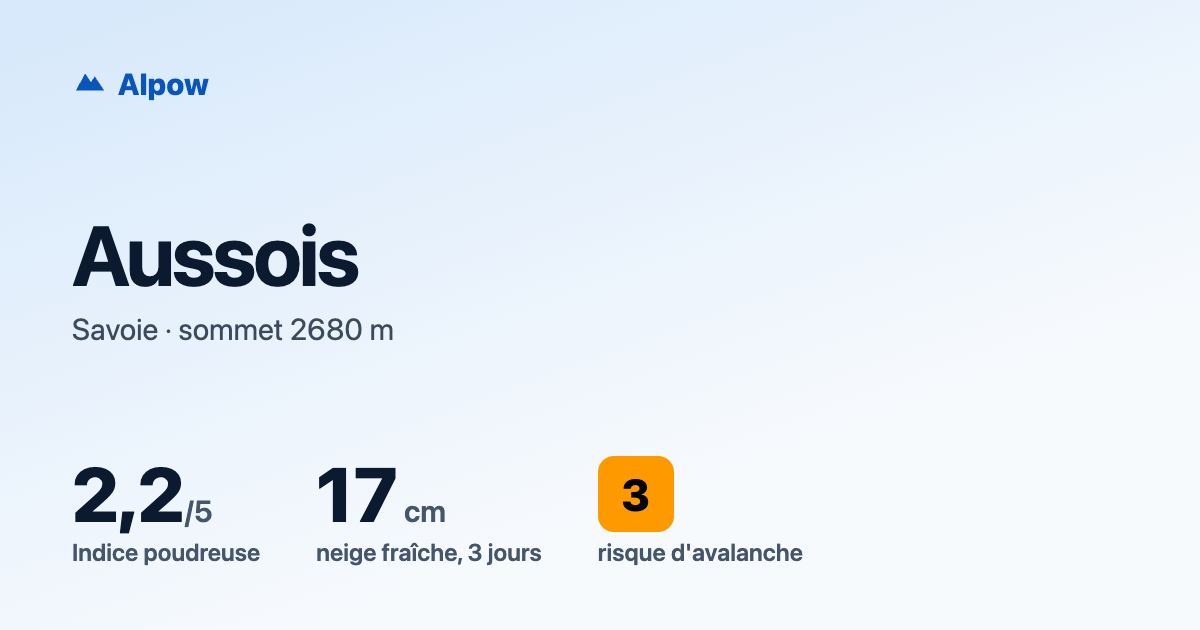 Alpow
Aussois
Savoie · sommet 2680 m
2,2/5
Indice poudreuse
17 cm
neige fraîche, 3 jours
3
risque d'avalanche